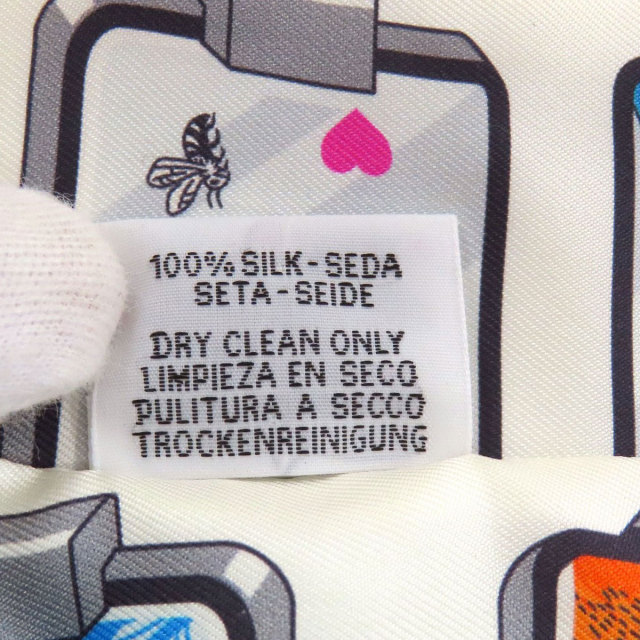 100% SILK-SEDA
SETA-SEIDE
DRY CLEAN ONLY
LIMPIEZA EN SECO
PULITURA A SECCO
TROCKENREINIGUNG